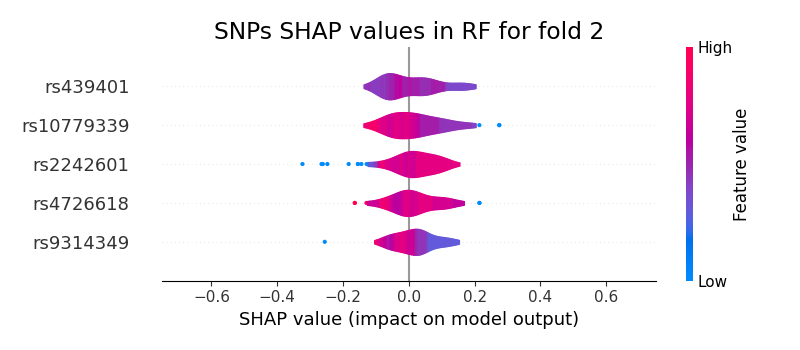 SNPs SHAP values in RF for fold 2
High
rs439401
rs10779339
rs2242601
rs4726618
rs9314349
Feature value
Low
−0.6 −0.4 −0.2 0.0 0.2 0.4 0.6
SHAP value (impact on model output)